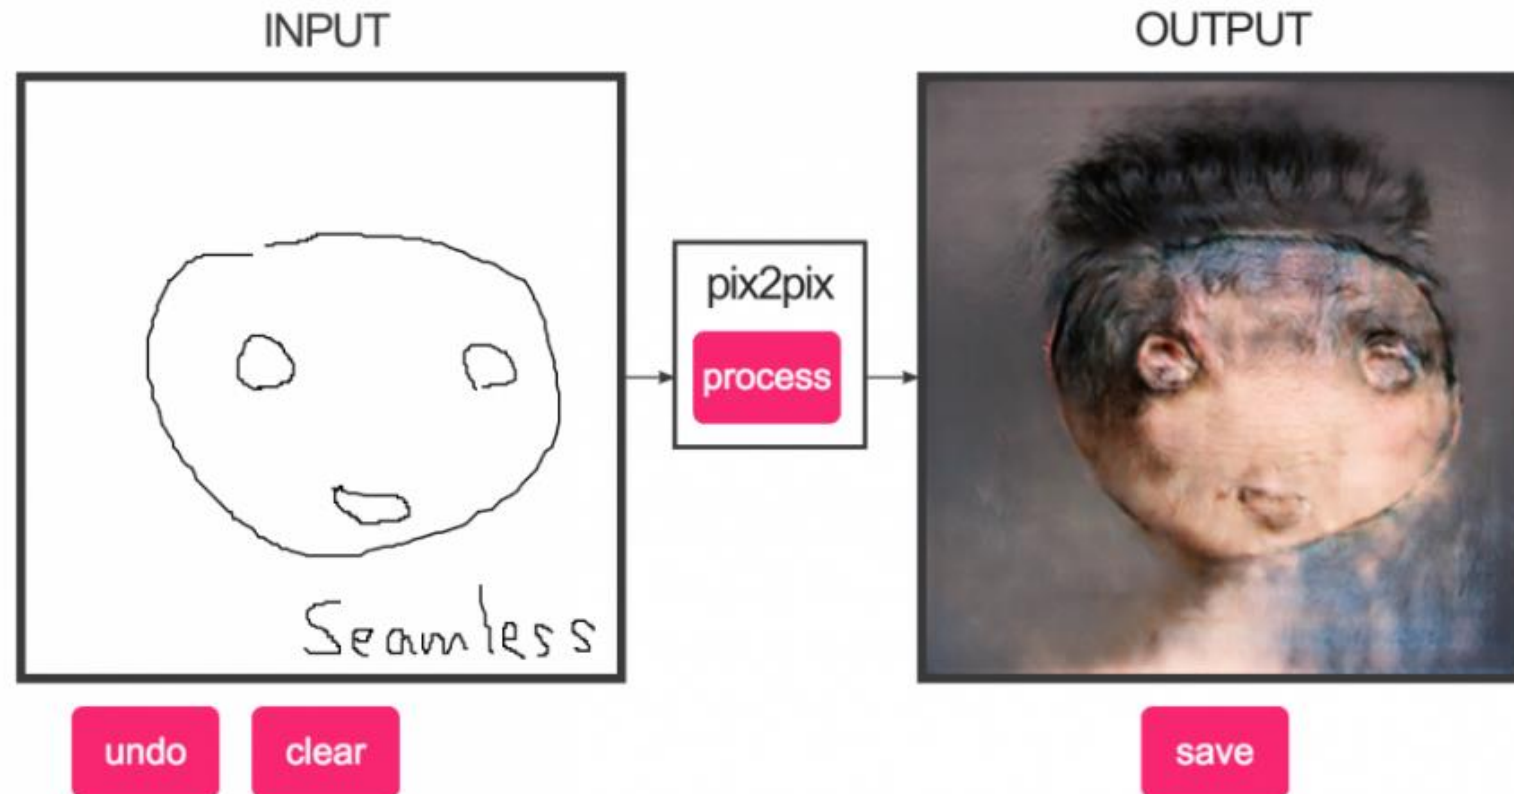 INPUT
OUTPUT
pix2pix
process
Seamless
undo
clear
save